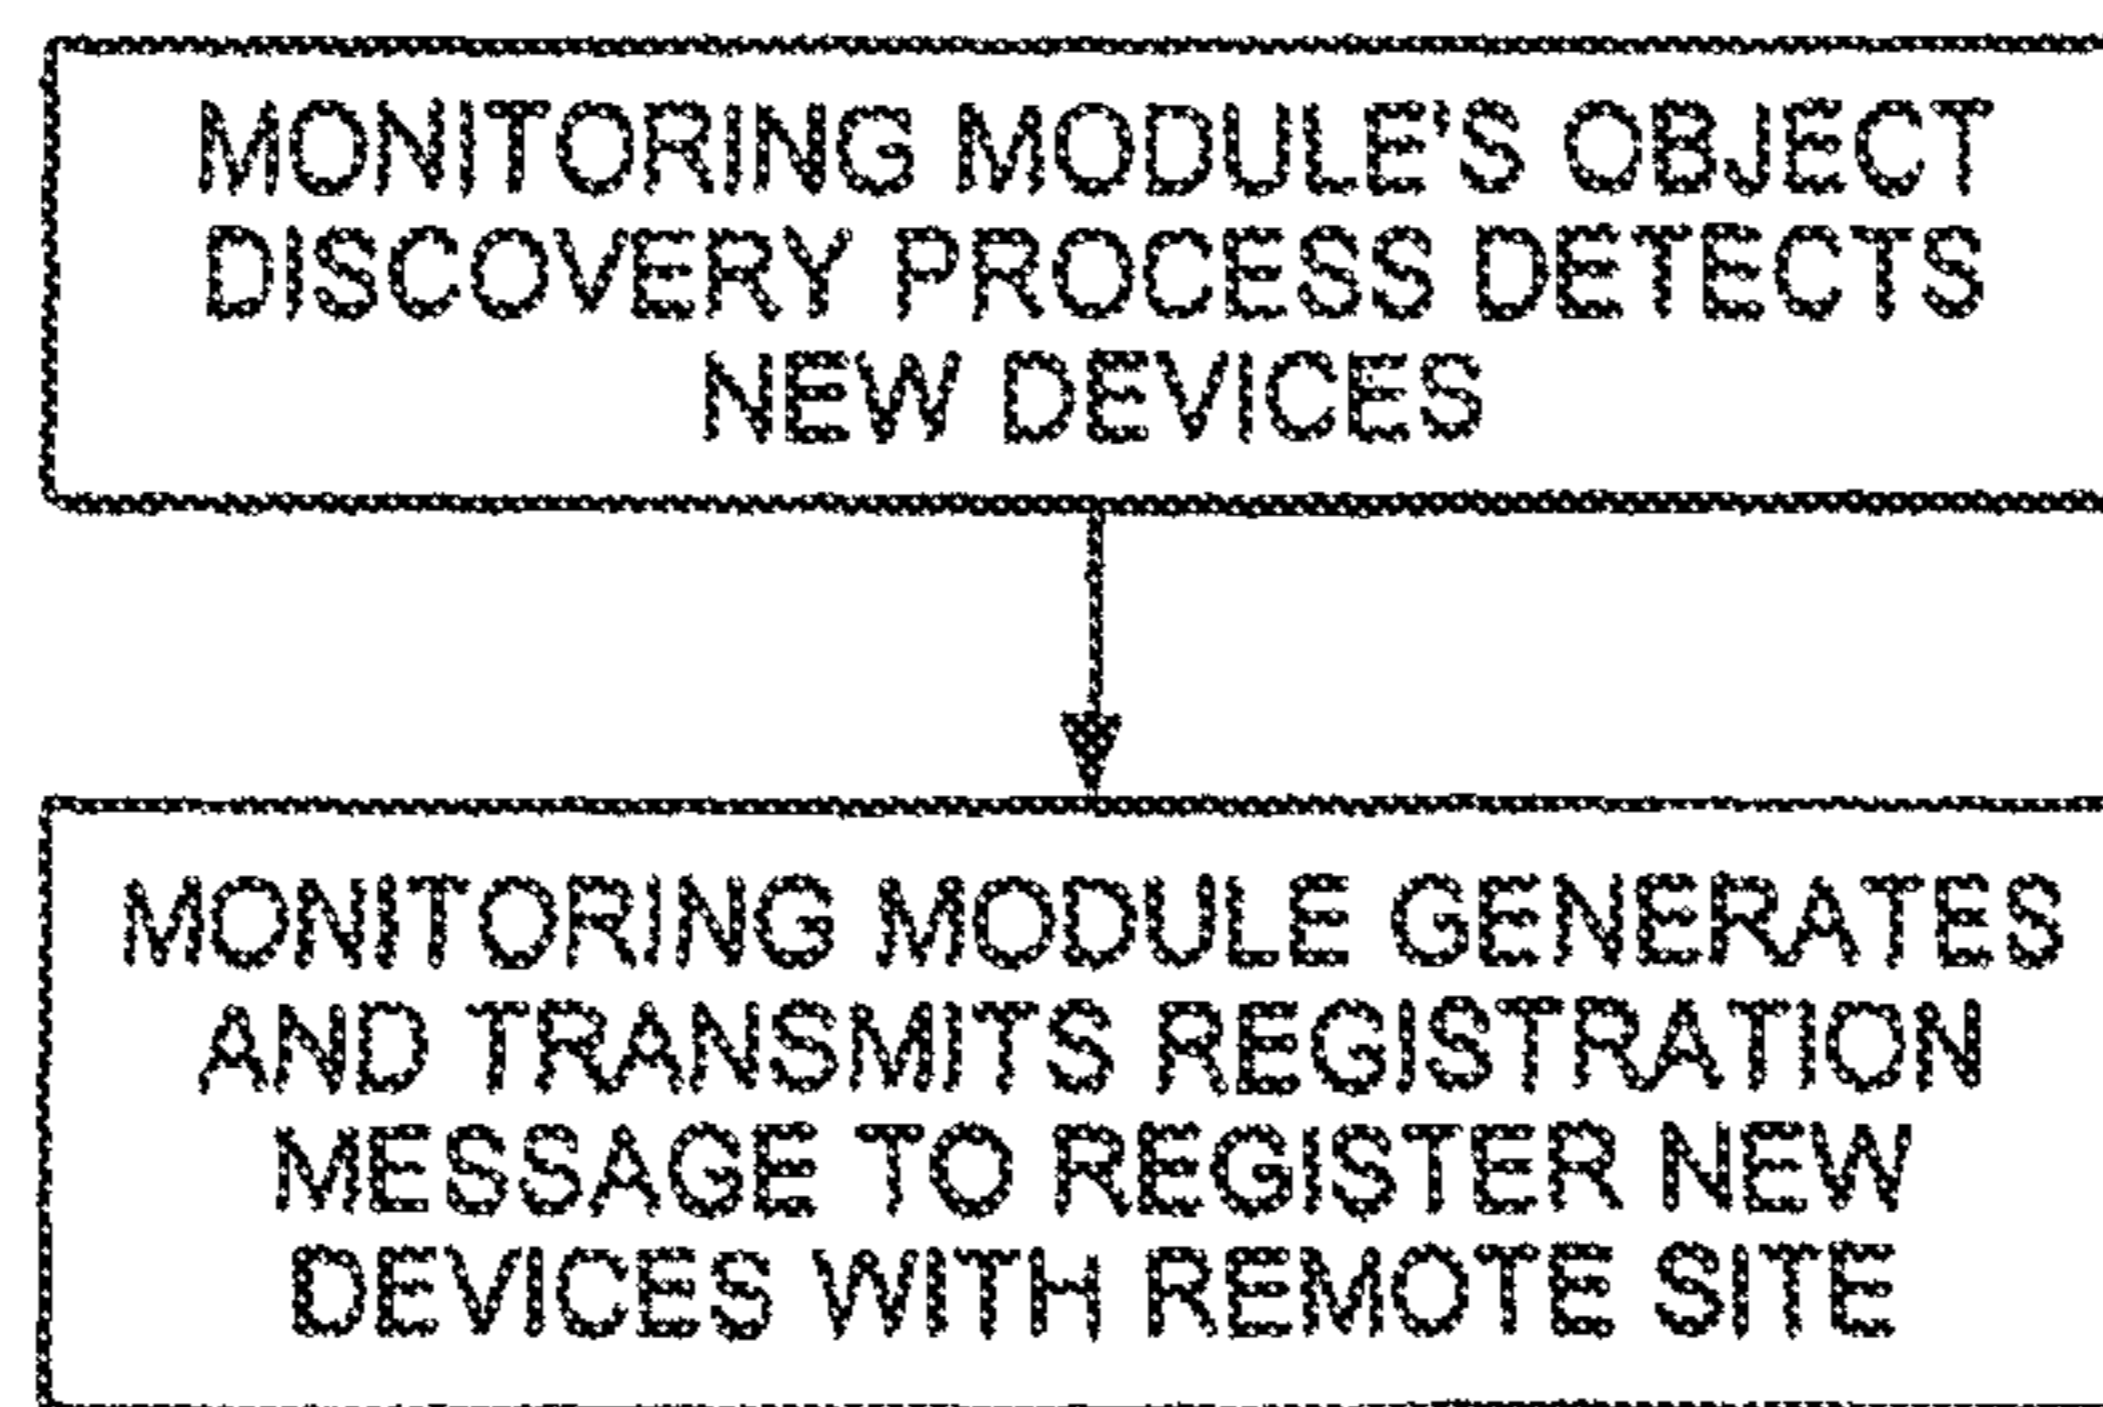 MONITORING MODULE'S OBJECT
DISCOVERY PROCESS DETECTS
NEW DEVICES
MONITORING MODULE GENERATES
AND TRANSMITS REGISTRATION
MESSAGE TO REGISTER NEW
DEVICES WITH REMOTE SITE